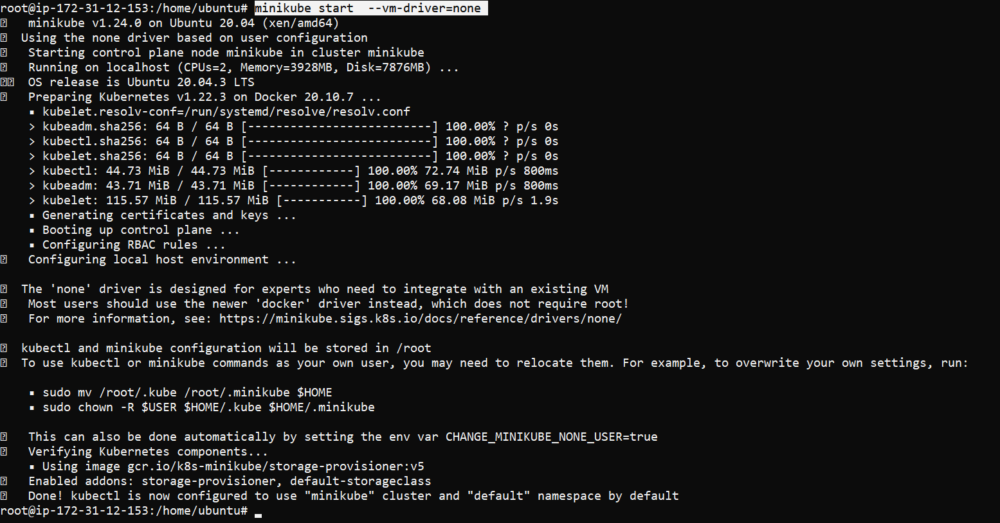 root@ip-172-31-12-153:/home/ubuntu# minikube start  --vm-driver=none
minikube v1.24.0 on Ubuntu 20.04 (xen/amd64)
Using the none driver based on user configuration
Starting control plane node minikube in cluster minikube
Running on localhost (CPUs=2, Memory=3928MB, Disk=7876MB) ...
OS release is Ubuntu 20.04.3 LTS
Preparing Kubernetes v1.22.3 on Docker 20.10.7 ...
▪ kubelet.resolv-conf=/run/systemd/resolve/resolv.conf
> kubeadm.sha256: 64 B / 64 B [--------------------------] 100.00% ? p/s 0s
> kubectl.sha256: 64 B / 64 B [--------------------------] 100.00% ? p/s 0s
> kubelet.sha256: 64 B / 64 B [--------------------------] 100.00% ? p/s 0s
> kubectl: 44.73 MiB / 44.73 MiB [------------] 100.00% 72.74 MiB p/s 800ms
> kubeadm: 43.71 MiB / 43.71 MiB [------------] 100.00% 69.17 MiB p/s 800ms
> kubelet: 115.57 MiB / 115.57 MiB [-----------] 100.00% 68.08 MiB p/s 1.9s
▪ Generating certificates and keys ...
▪ Booting up control plane ...
▪ Configuring RBAC rules ...
Configuring local host environment ...
The 'none' driver is designed for experts who need to integrate with an existing VM
Most users should use the newer 'docker' driver instead, which does not require root!
For more information, see: https://minikube.sigs.k8s.io/docs/reference/drivers/none/
kubectl and minikube configuration will be stored in /root
To use kubectl or minikube commands as your own user, you may need to relocate them. For example, to overwrite your own settings, run:
▪ sudo mv /root/.kube /root/.minikube $HOME
▪ sudo chown -R $USER $HOME/.kube $HOME/.minikube
This can also be done automatically by setting the env var CHANGE_MINIKUBE_NONE_USER=true
Verifying Kubernetes components...
▪ Using image gcr.io/k8s-minikube/storage-provisioner:v5
Enabled addons: storage-provisioner, default-storageclass
Done! kubectl is now configured to use "minikube" cluster and "default" namespace by default
root@ip-172-31-12-153:/home/ubuntu#